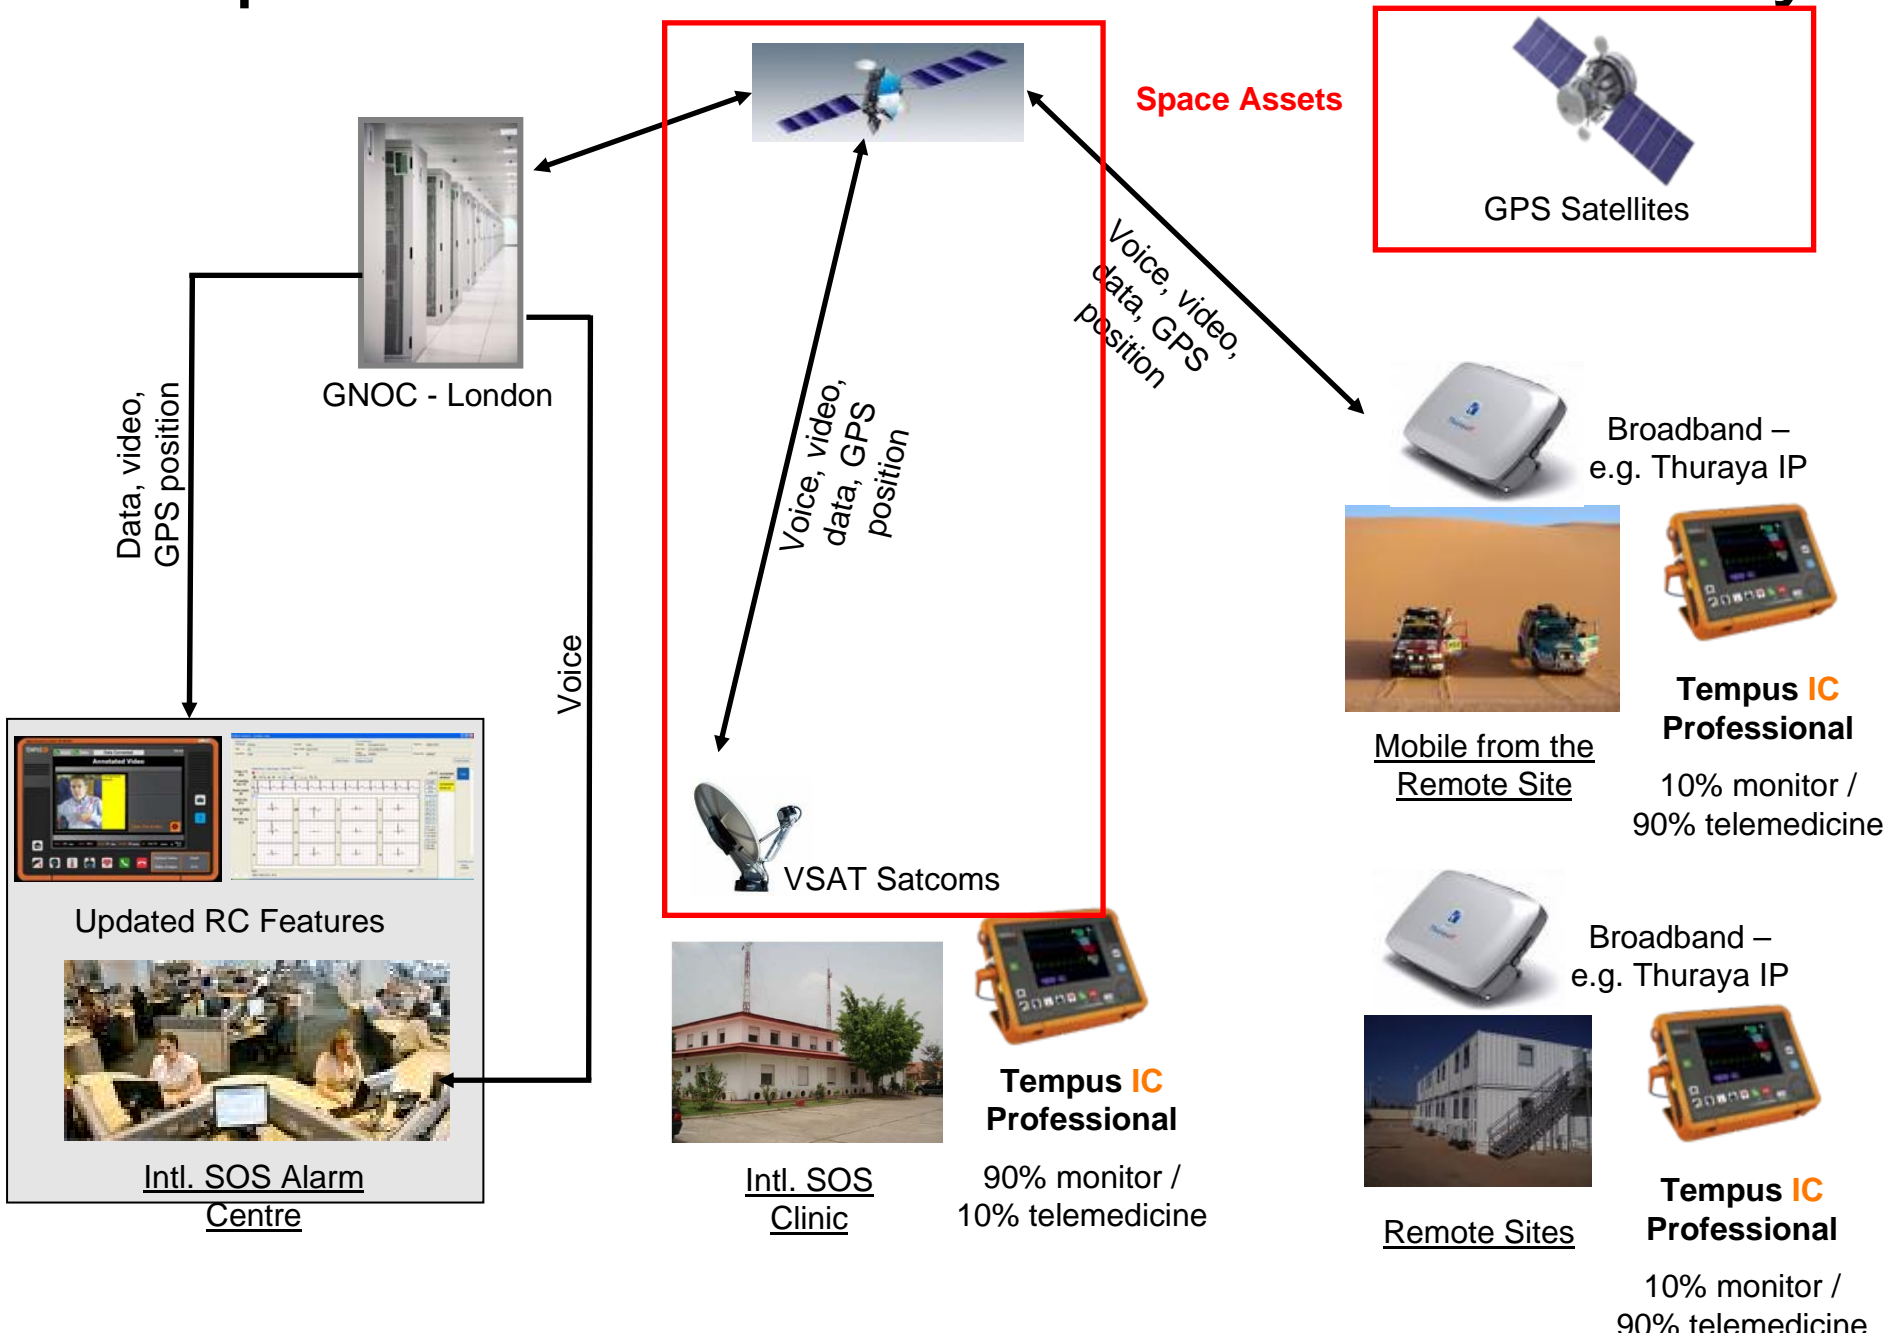 Space Assets
GPS Satellites
GNOC - London
Data, video,
GPS position
Voice
Voice, video,
data, GPS
position
Voice, video,
data, GPS
position
Broadband –
e.g. Thuraya IP
Tempus IC
Professional
10% monitor /
90% telemedicine
Mobile from the
Remote Site
Annotated Video
Updated RC Features
Intl. SOS Alarm
Centre
VSAT Satcoms
Intl. SOS
Clinic
Tempus IC
Professional
90% monitor /
10% telemedicine
Broadband –
e.g. Thuraya IP
Remote Sites
Tempus IC
Professional
10% monitor /
90% telemedicine